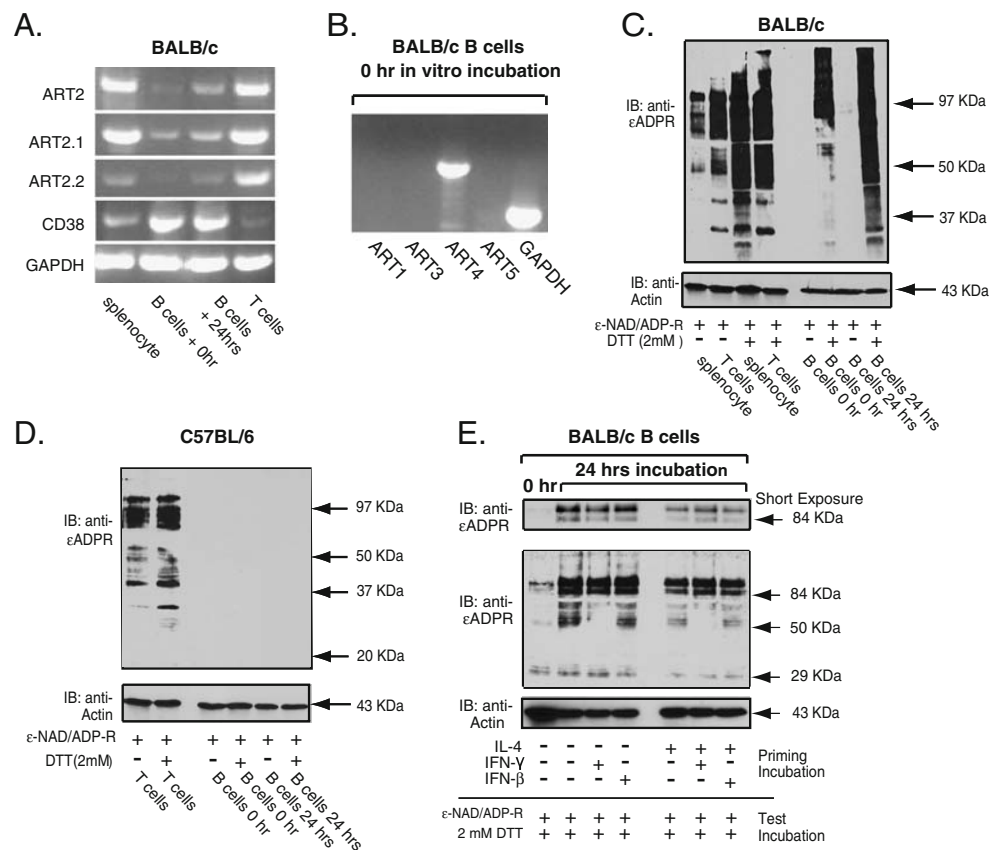 A.
BALB/c
ART2
ART2.1
ART2.2
CD38
GAPDH
splenocyte
B cells + 0hr
B cells + 24hrs
T cells
B.
BALB/c B cells
0 hr in vitro incubation
ART1
ART3
ART4
ART5
GAPDH
C.
BALB/c
IB: anti-
εADPR
97 KDa
50 KDa
37 KDa
IB: anti-
Actin
43 KDa
ε-NAD/ADP-R + + + + + + + +
DTT (2mM ) - - + + - + - +
splenocyte
T cells
splenocyte
T cells
B cells 0 hr
B cells 0 hr
B cells 24 hrs
B cells 24 hrs
D.
C57BL/6
IB: anti-
εADPR
97 KDa
50 KDa
37 KDa
20 KDa
IB: anti-
Actin
43 KDa
ε-NAD/ADP-R + + + + + +
DTT(2mM) - + - + - +
T cells
T cells
B cells 0 hr
B cells 0 hr
B cells 24 hrs
B cells 24 hrs
E.
BALB/c B cells
24 hrs incubation
0 hr
Short Exposure
IB: anti-
εADPR
84 KDa
IB: anti-
εADPR
84 KDa
50 KDa
29 KDa
IB: anti-
Actin
43 KDa
IL-4 - - - - + + +
IFN-γ - - + - - + -
IFN-β - - - + - - +
Priming
Incubation
ε-NAD/ADP-R + + + + + + +
2 mM DTT + + + + + + +
Test
Incubation